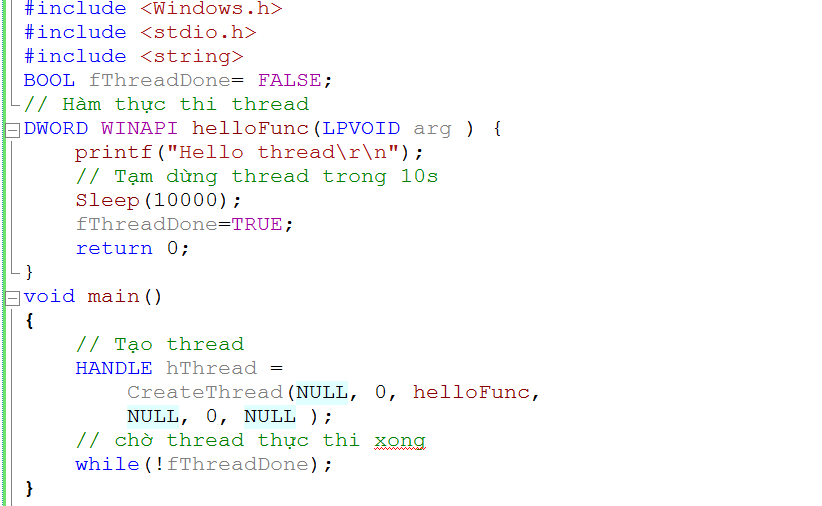 #include <Windows.h>
#include <stdio.h>
#include <string>
BOOL fThreadDone= FALSE;
// Hàm thực thi thread
DWORD WINAPI helloFunc(LPVOID arg ) {
printf("Hello thread\r\n");
// Tạm dừng thread trong 10s
Sleep(10000);
fThreadDone=TRUE;
return 0;
}
void main()
{
// Tạo thread
HANDLE hThread =
CreateThread(NULL, 0, helloFunc,
NULL, 0, NULL );
// chờ thread thực thi xong
while(!fThreadDone);
}